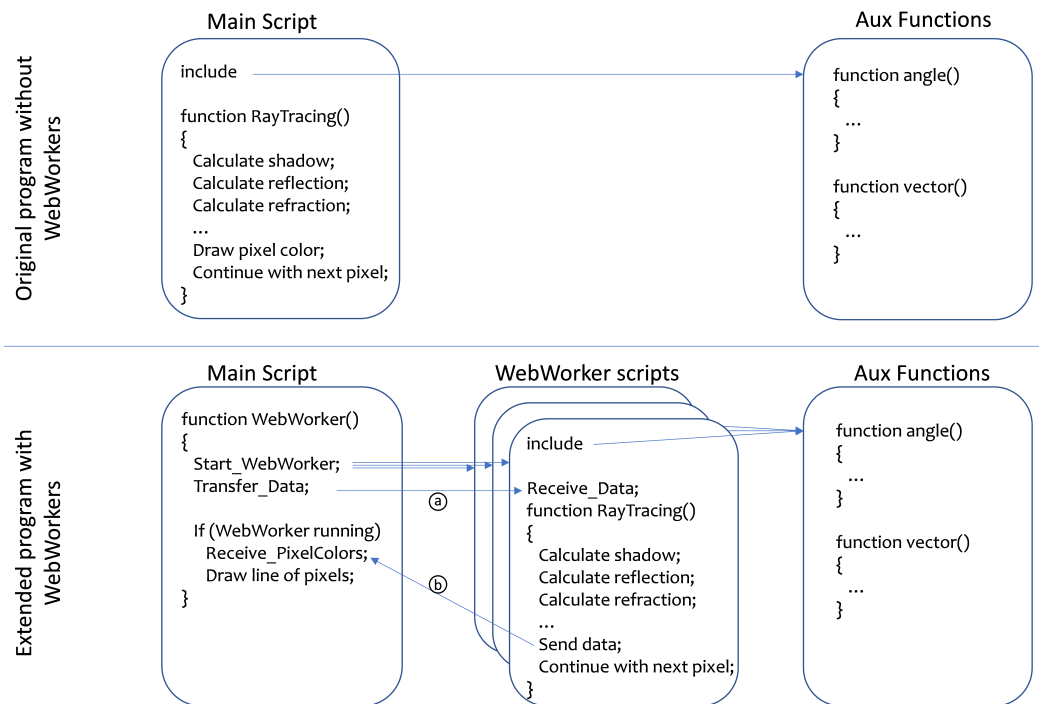 Original program without
WebWorkers
Main Script
include
function RayTracing()
{
Calculate shadow;
Calculate reflection;
Calculate refraction;
...
Draw pixel color;
Continue with next pixel;
}
Aux Functions
function angle()
{
...
}
function vector()
{
...
}
Extended program with
WebWorkers
Main Script
function WebWorker()
{
Start_WebWorker;
Transfer_Data;
If (WebWorker running)
Receive_PixelColors;
Draw line of pixels;
}
a
b
WebWorker scripts
include
Receive_Data;
function RayTracing()
{
Calculate shadow;
Calculate reflection;
Calculate refraction;
...
Send data;
Continue with next pixel;
}
Aux Functions
function angle()
{
...
}
function vector()
{
...
}